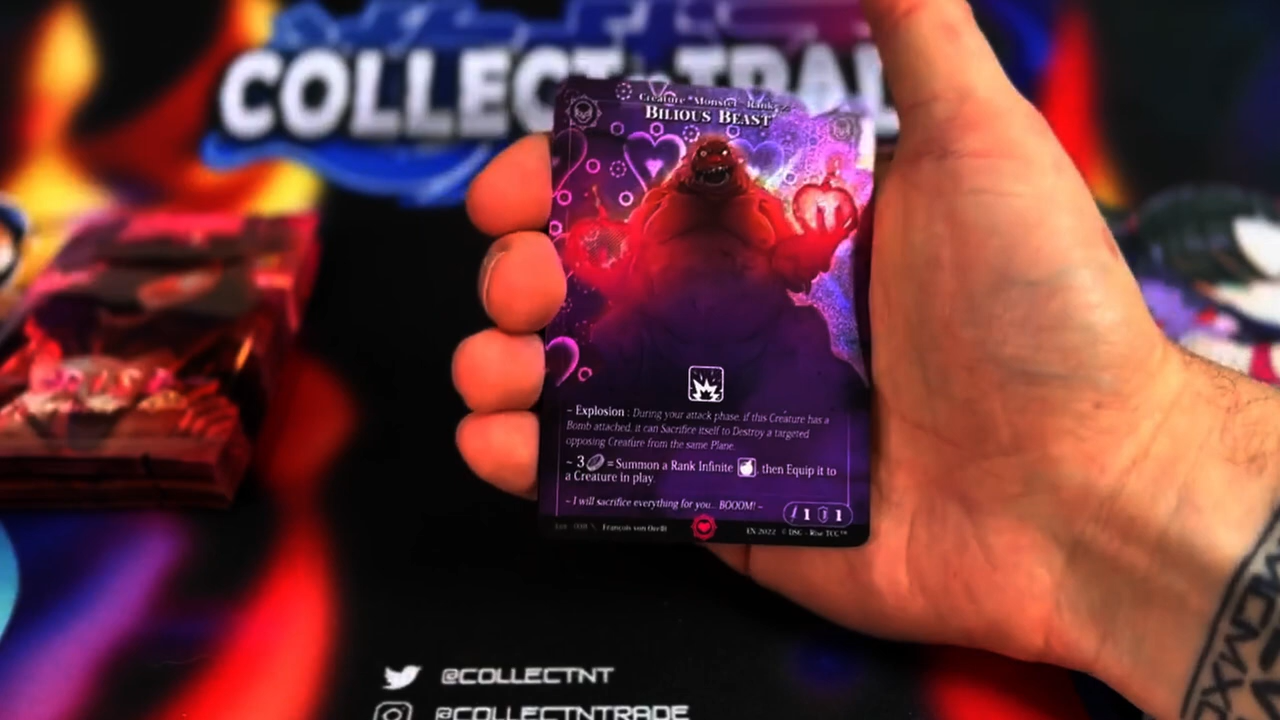 COLLECT n TRAD
Creature *Monster* Rank
BILIOUS BEAST
~ Explosion : During your attack phase, if this Creature has a
Bomb attached, it can Sacrifice itself to Destroy a targeted
opposing Creature from the same Plane.
~ 3 = Summon a Rank Infinite , then Equip it to
a Creature in play.
~ I will sacrifice everything for you... BOOOM! ~
1 1
François von Orelli
EN 2022 © DSG - Rise TCG™
@COLLECTNT
@COLLECTNTRADE